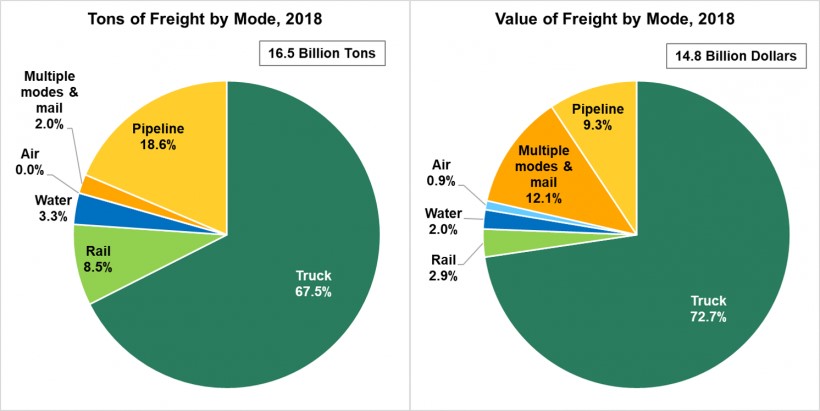 Tons of Freight by Mode, 2018
16.5 Billion Tons
Multiple
modes &
mail
2.0%
Pipeline
18.6%
Air
0.0%
Water
3.3%
Rail
8.5%
Truck
67.5%
Value of Freight by Mode, 2018
14.8 Billion Dollars
Pipeline
9.3%
Multiple
modes &
mail
12.1%
Air
0.9%
Water
2.0%
Rail
2.9%
Truck
72.7%